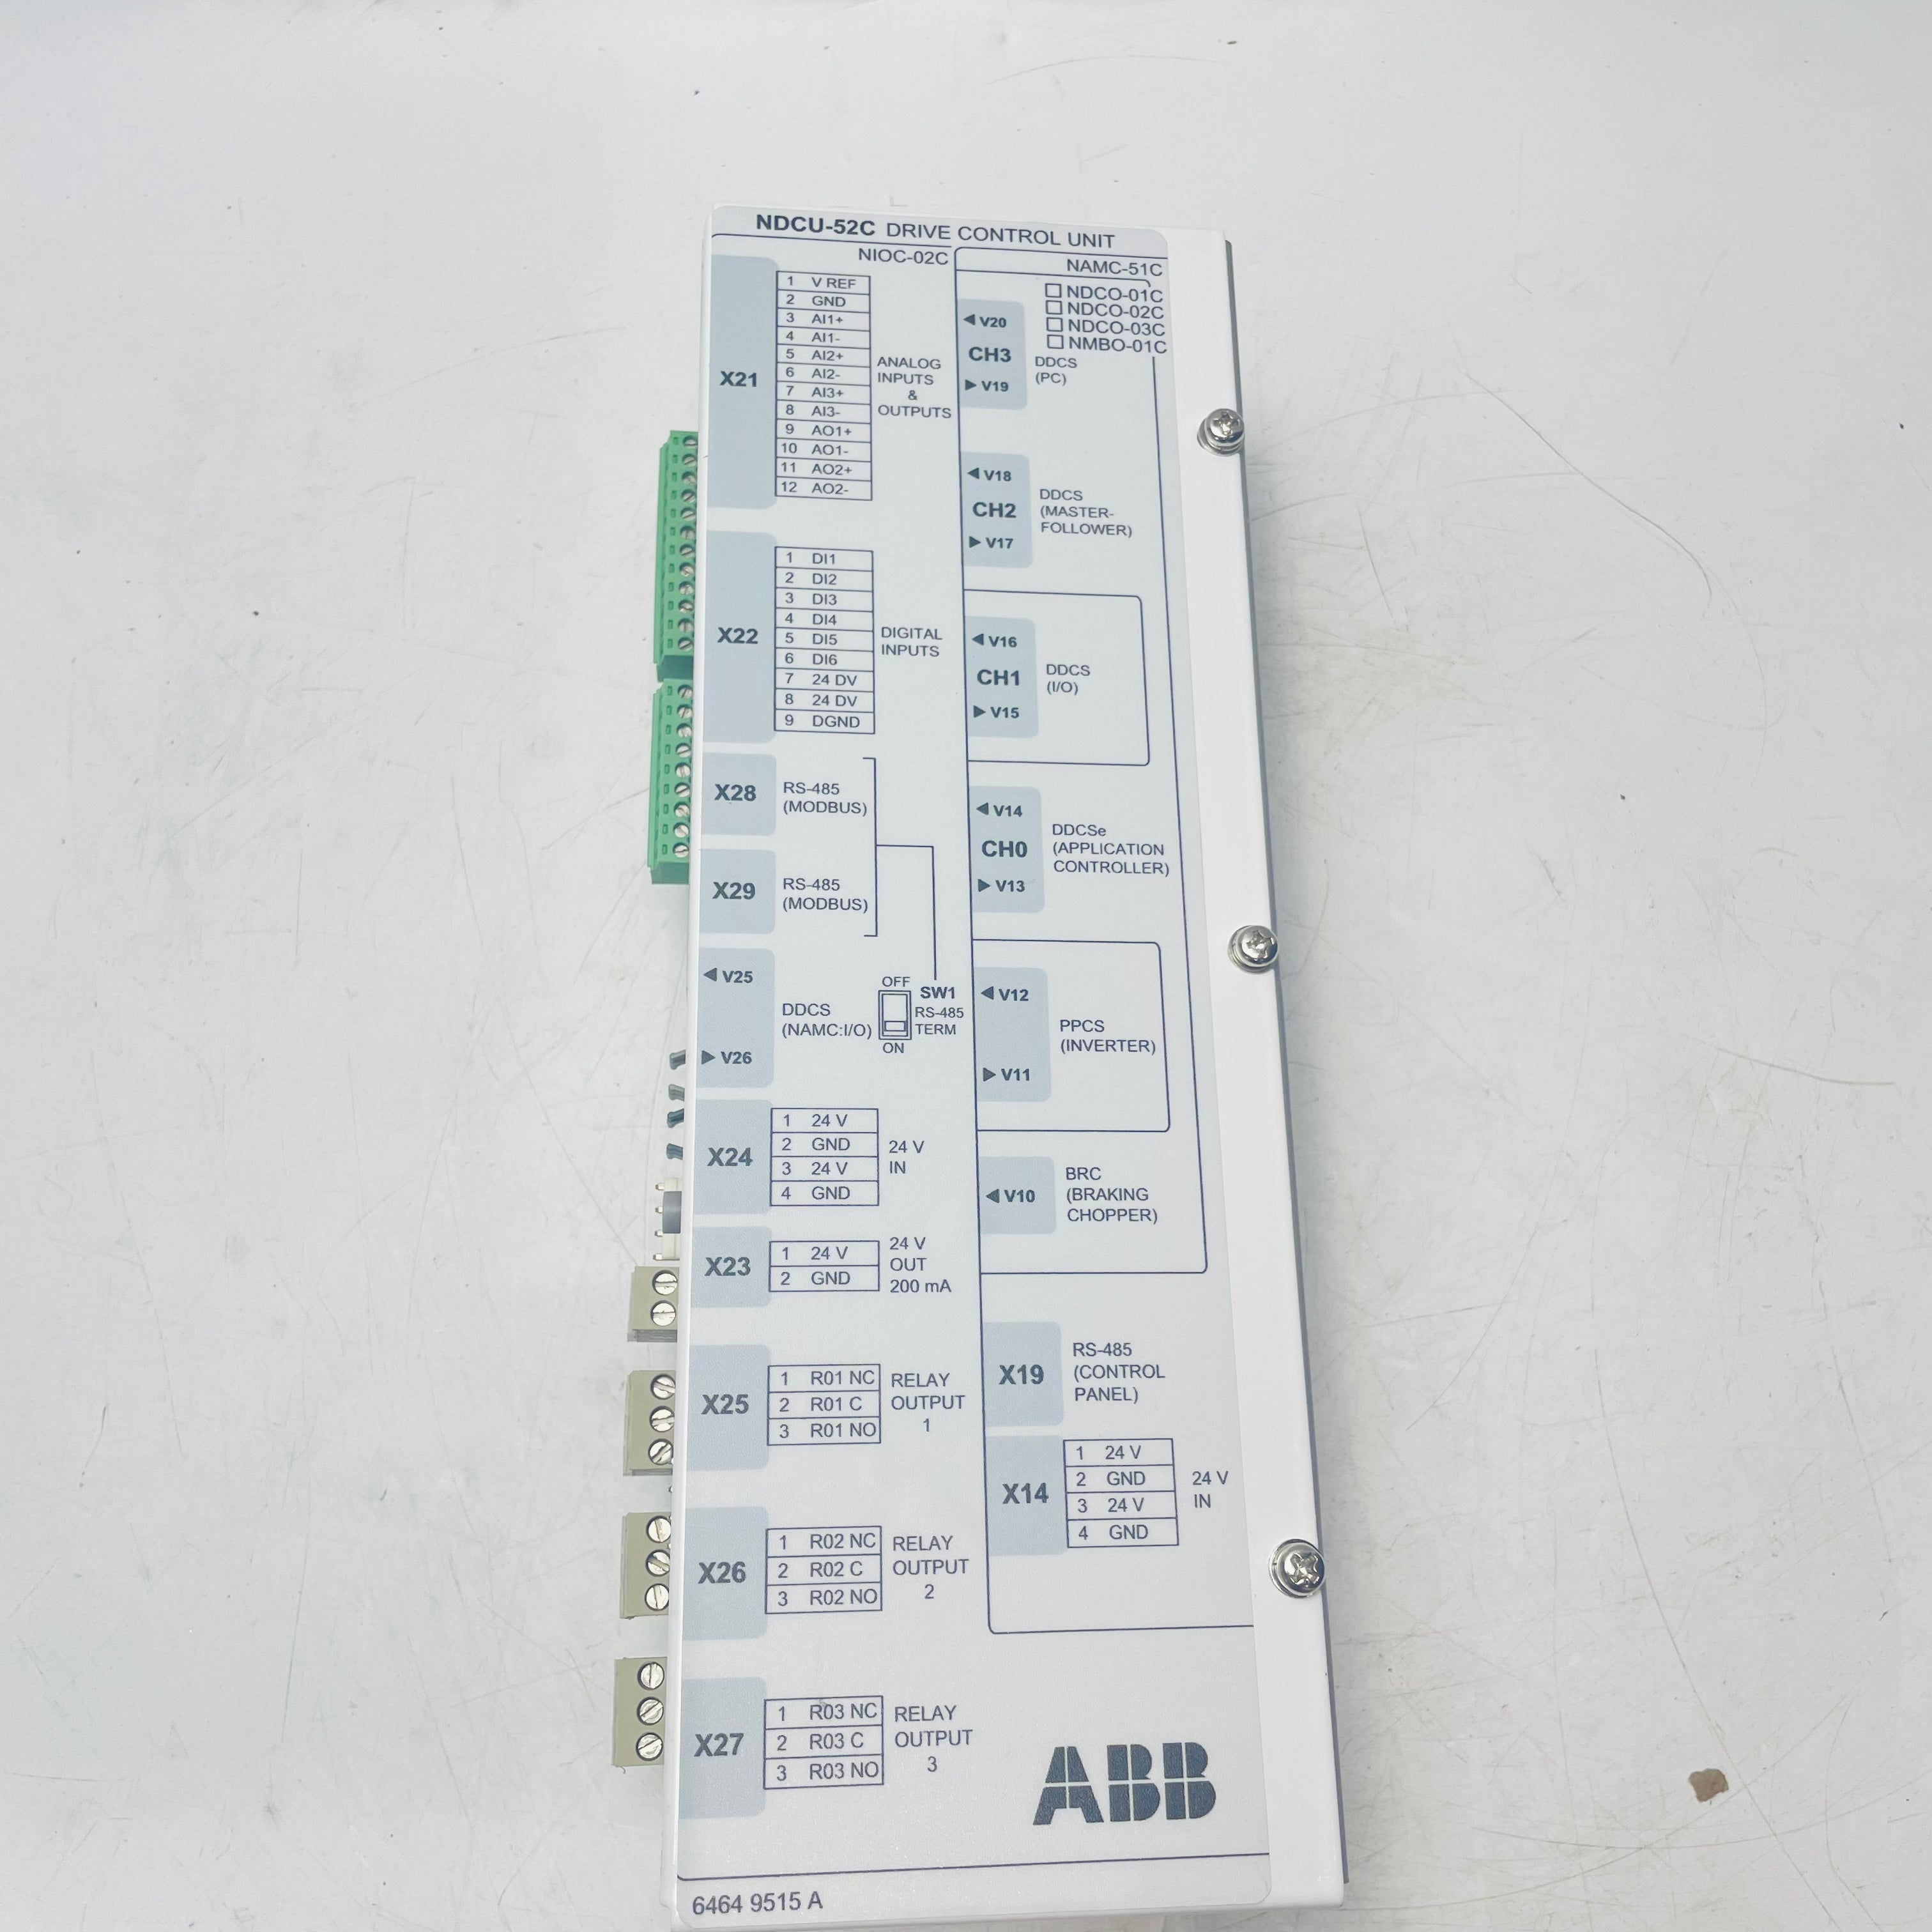 NDCU-52C DRIVE CONTROL UNIT
NIOC-02C
X21
1 V REF
2 GND
3 AI1+
4 AI1-
5 AI2+
6 AI2-
7 AI3+
8 AI3-
9 AO1+
10 AO1-
11 AO2+
12 AO2-
ANALOG
INPUTS
&
OUTPUTS
X22
1 DI1
2 DI2
3 DI3
4 DI4
5 DI5
6 DI6
7 24 DV
8 24 DV
9 DGND
DIGITAL
INPUTS
X28
RS-485
(MODBUS)
X29
RS-485
(MODBUS)
◀ V25
▶ V26
DDCS
(NAMC:I/O)
OFF
ON
SW1
RS-485
TERM
X24
1 24 V
2 GND
3 24 V
4 GND
24 V
IN
X23
1 24 V
2 GND
24 V
OUT
200 mA
X25
1 R01 NC
2 R01 C
3 R01 NO
RELAY
OUTPUT
1
X26
1 R02 NC
2 R02 C
3 R02 NO
RELAY
OUTPUT
2
X27
1 R03 NC
2 R03 C
3 R03 NO
RELAY
OUTPUT
3
NAMC-51C
NDCO-01C
NDCO-02C
NDCO-03C
NMBO-01C
◀ V20
CH3
▶ V19
DDCS
(PC)
◀ V18
CH2
▶ V17
DDCS
(MASTER-
FOLLOWER)
◀ V16
CH1
▶ V15
DDCS
(I/O)
◀ V14
CH0
▶ V13
DDCSe
(APPLICATION
CONTROLLER)
◀ V12
▶ V11
PPCS
(INVERTER)
◀ V10
BRC
(BRAKING
CHOPPER)
X19
RS-485
(CONTROL
PANEL)
X14
1 24 V
2 GND
3 24 V
4 GND
24 V
IN
ABB
6464 9515 A